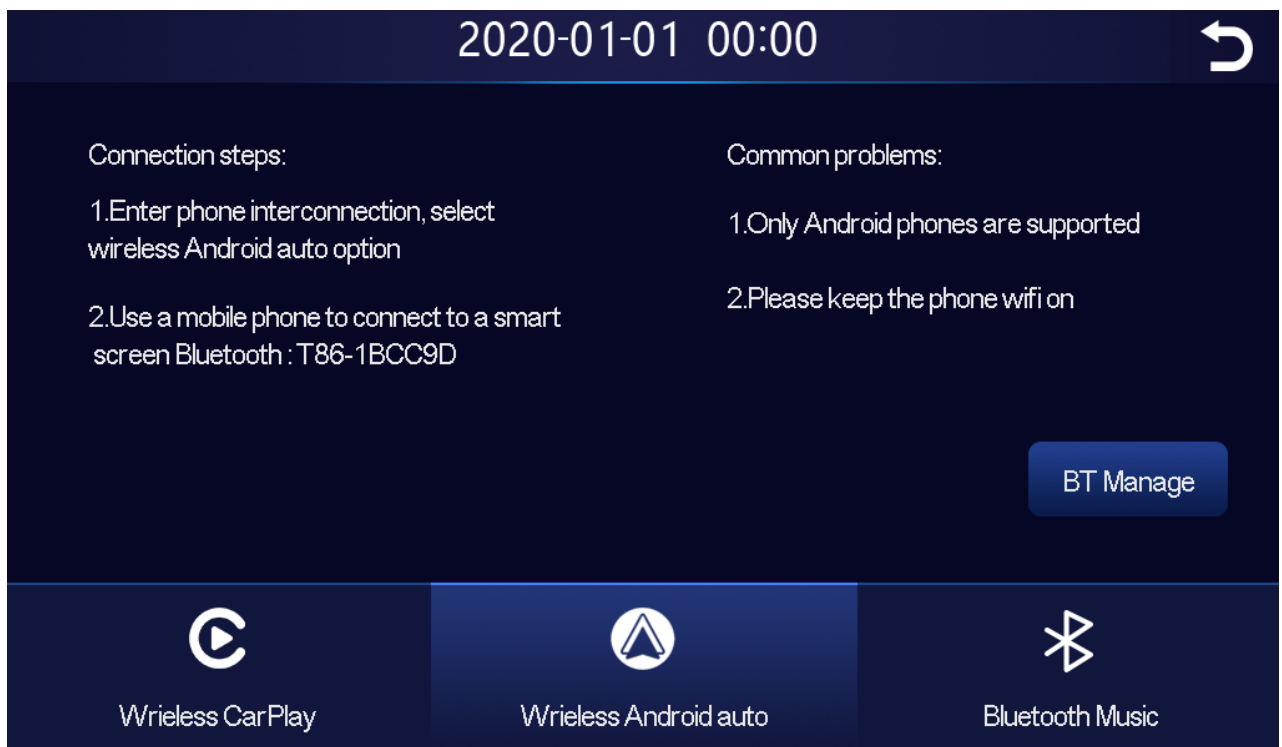 2020-01-01 00:00
Connection steps:
1.Enter phone interconnection, select
wireless Android auto option
2.Use a mobile phone to connect to a smart
screen Bluetooth : T86-1BCC9D
Common problems:
1.Only Android phones are supported
2.Please keep the phone wifi on
BT Manage
Wrieless CarPlay
Wrieless Android auto
Bluetooth Music